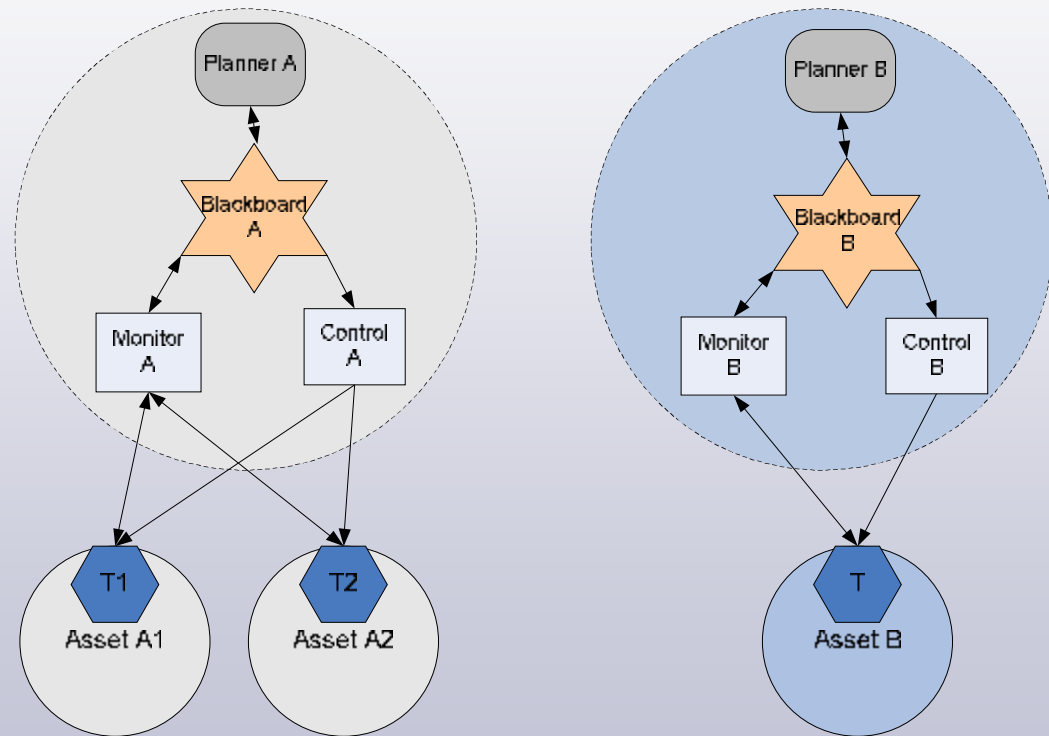 Planner A
Blackboard
A
Monitor
A
Control
A
T1
Asset A1
T2
Asset A2
Planner B
Blackboard
B
Monitor
B
Control
B
T
Asset B